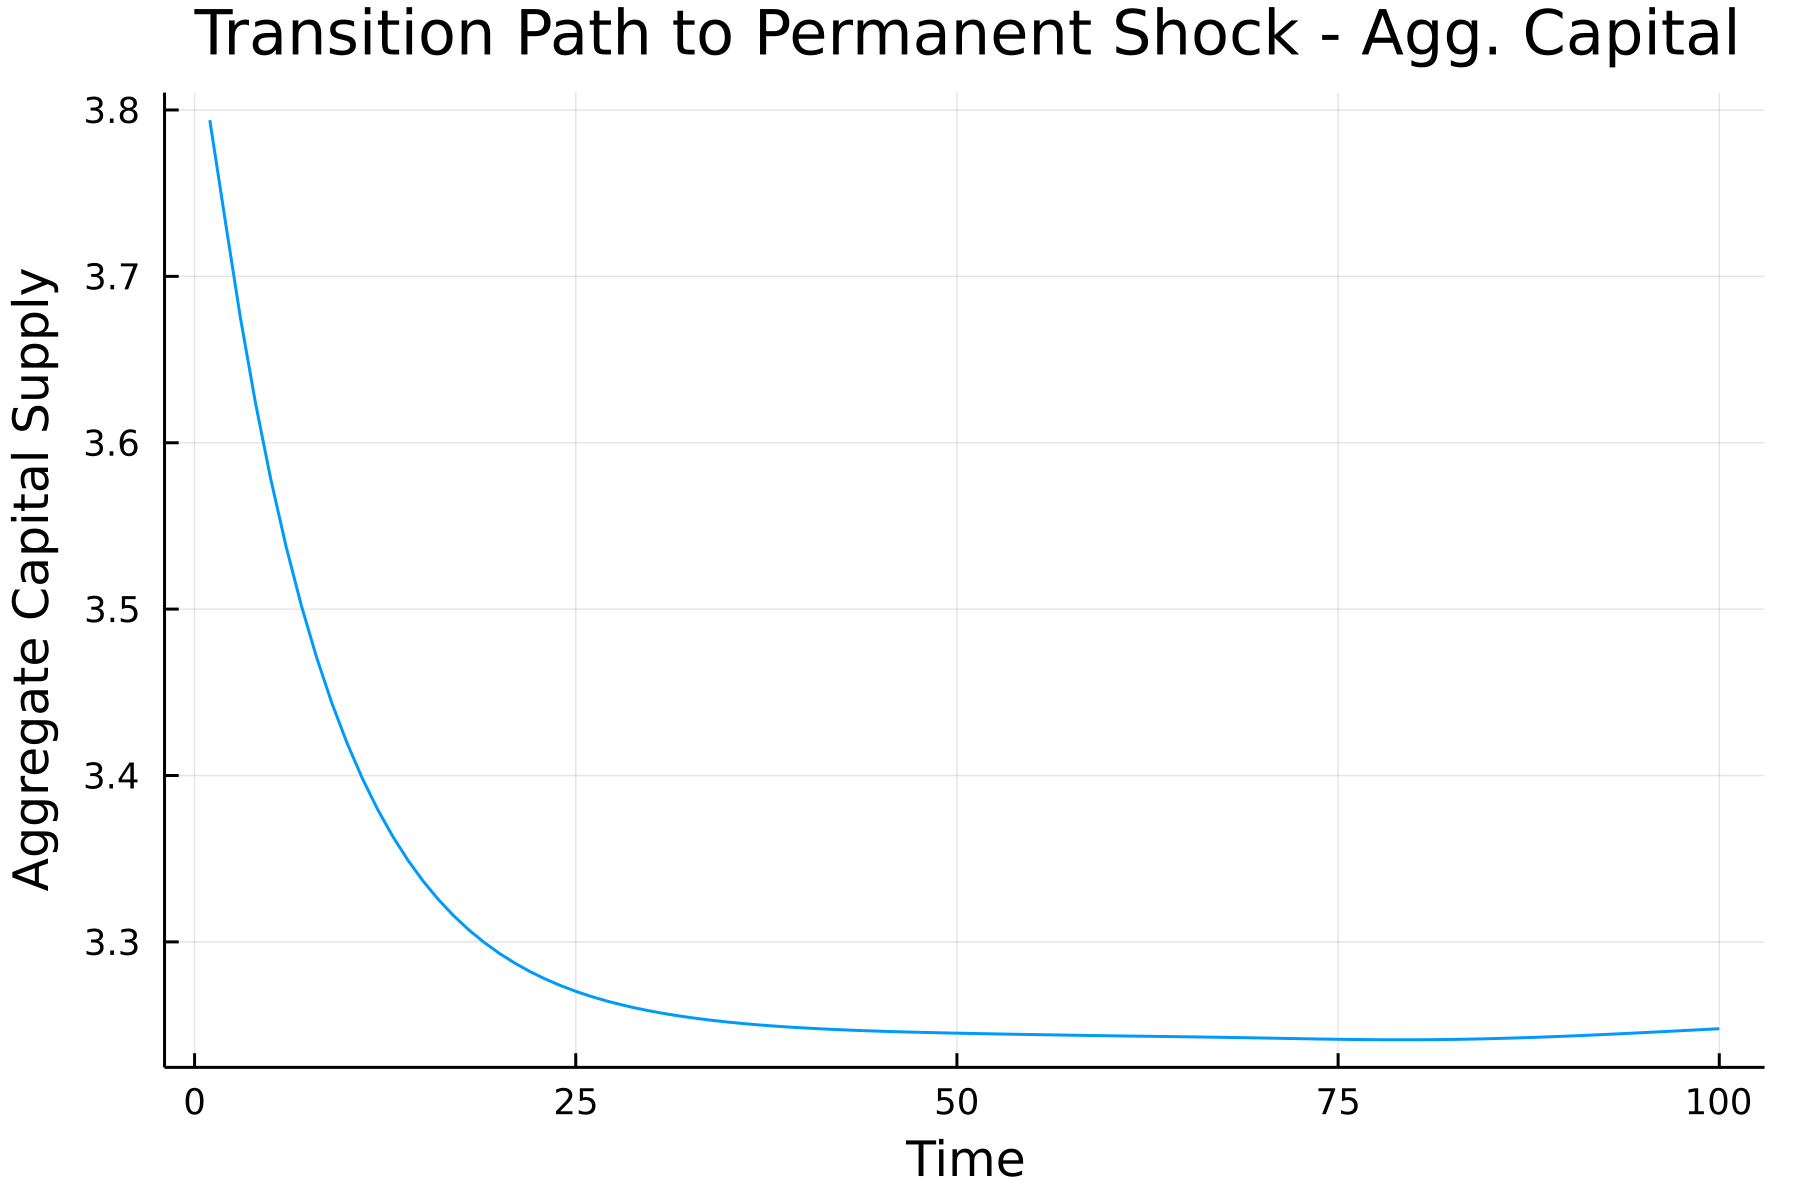 Transition Path to Permanent Shock - Agg. Capital
Aggregate Capital Supply
3.8
3.7
3.6
3.5
3.4
3.3
0 25 50 75 100
Time